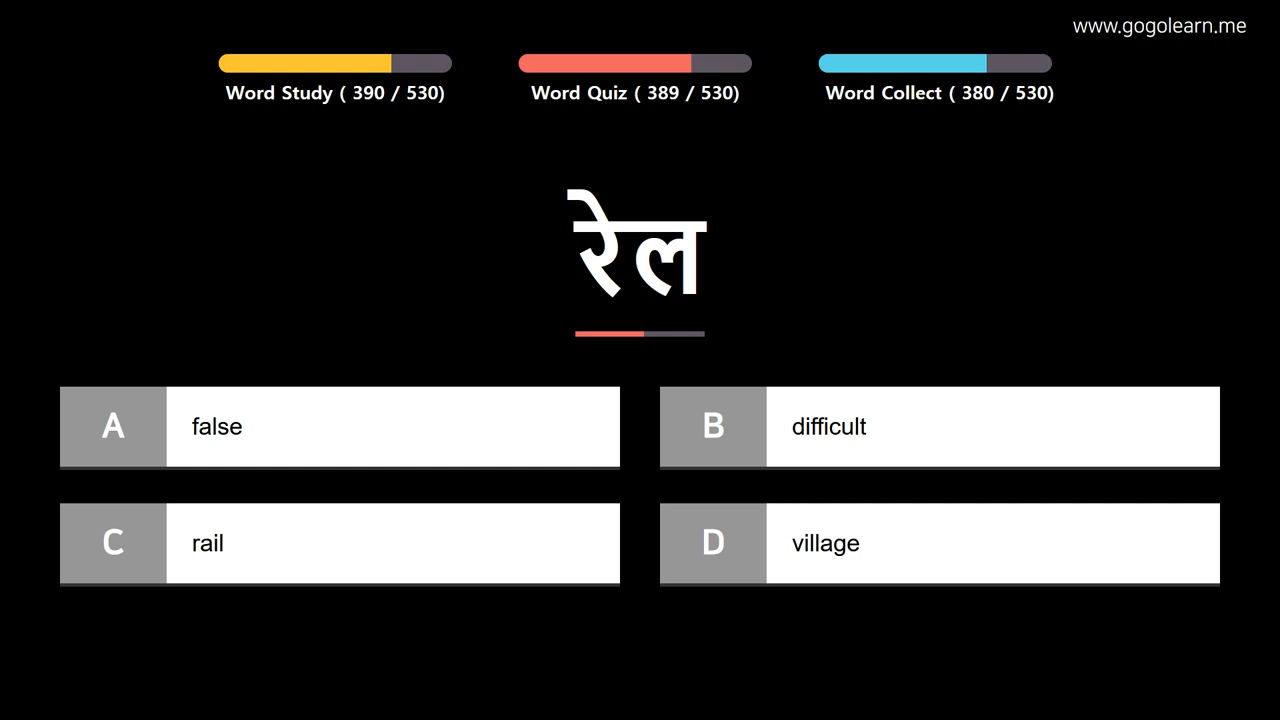 www.gogolearn.me
Word Study ( 390 / 530)
Word Quiz ( 389 / 530)
Word Collect ( 380 / 530)
रेल
A
false
B
difficult
C
rail
D
village